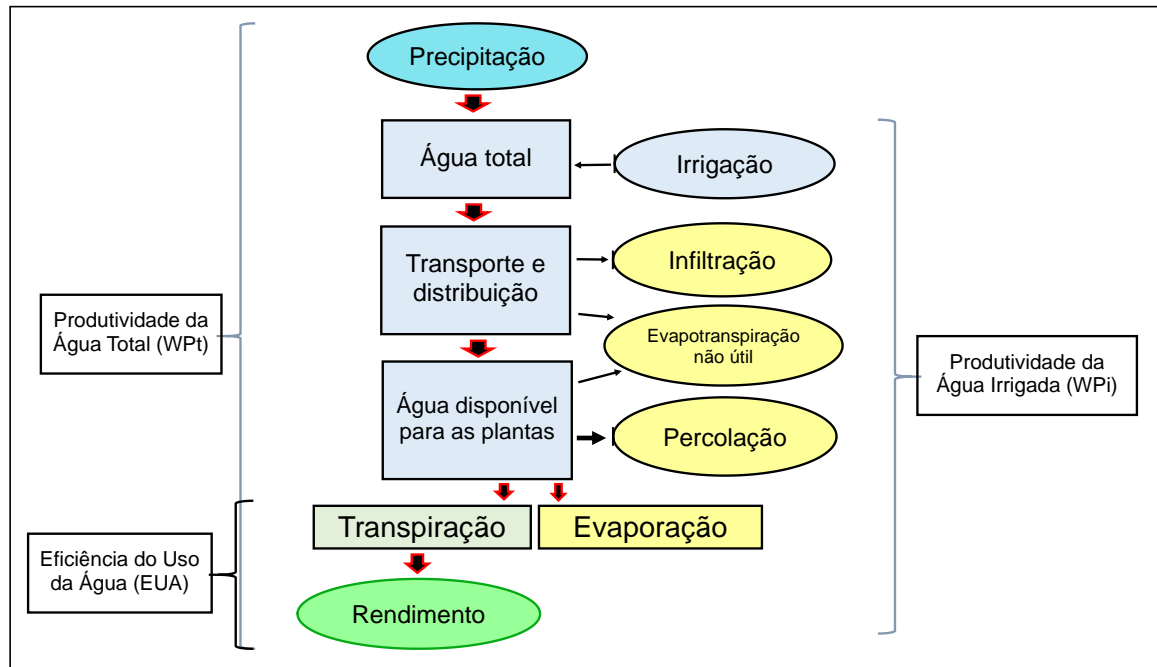 Precipitação
Água total
Irrigação
Transporte e
distribuição
Infiltração
Evapotranspiração
não útil
Produtividade da
Água Total (WPt)
Produtividade da
Água Irrigada (WPi)
Água disponível
para as plantas
Percolação
Transpiração
Evaporação
Eficiência do Uso
da Água (EUA)
Rendimento